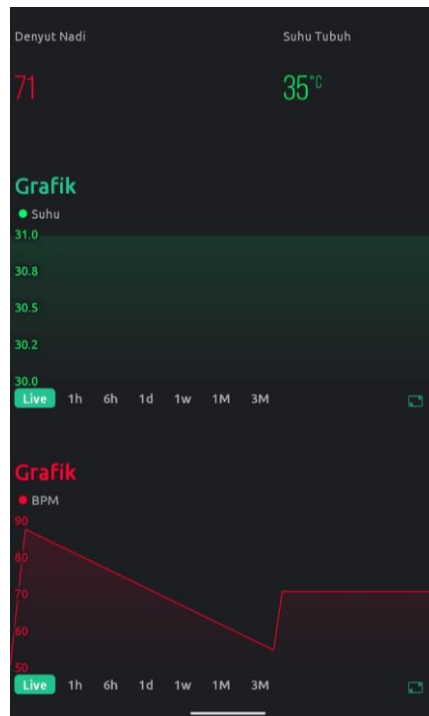 Denyut Nadi Suhu Tubuh
71 35°C
Grafik
Suhu
31.0
30.8
30.5
30.2
30.0
Live 1h 6h 1d 1w 1M 3M
Grafik
BPM
90
80
70
60
50
Live 1h 6h 1d 1w 1M 3M